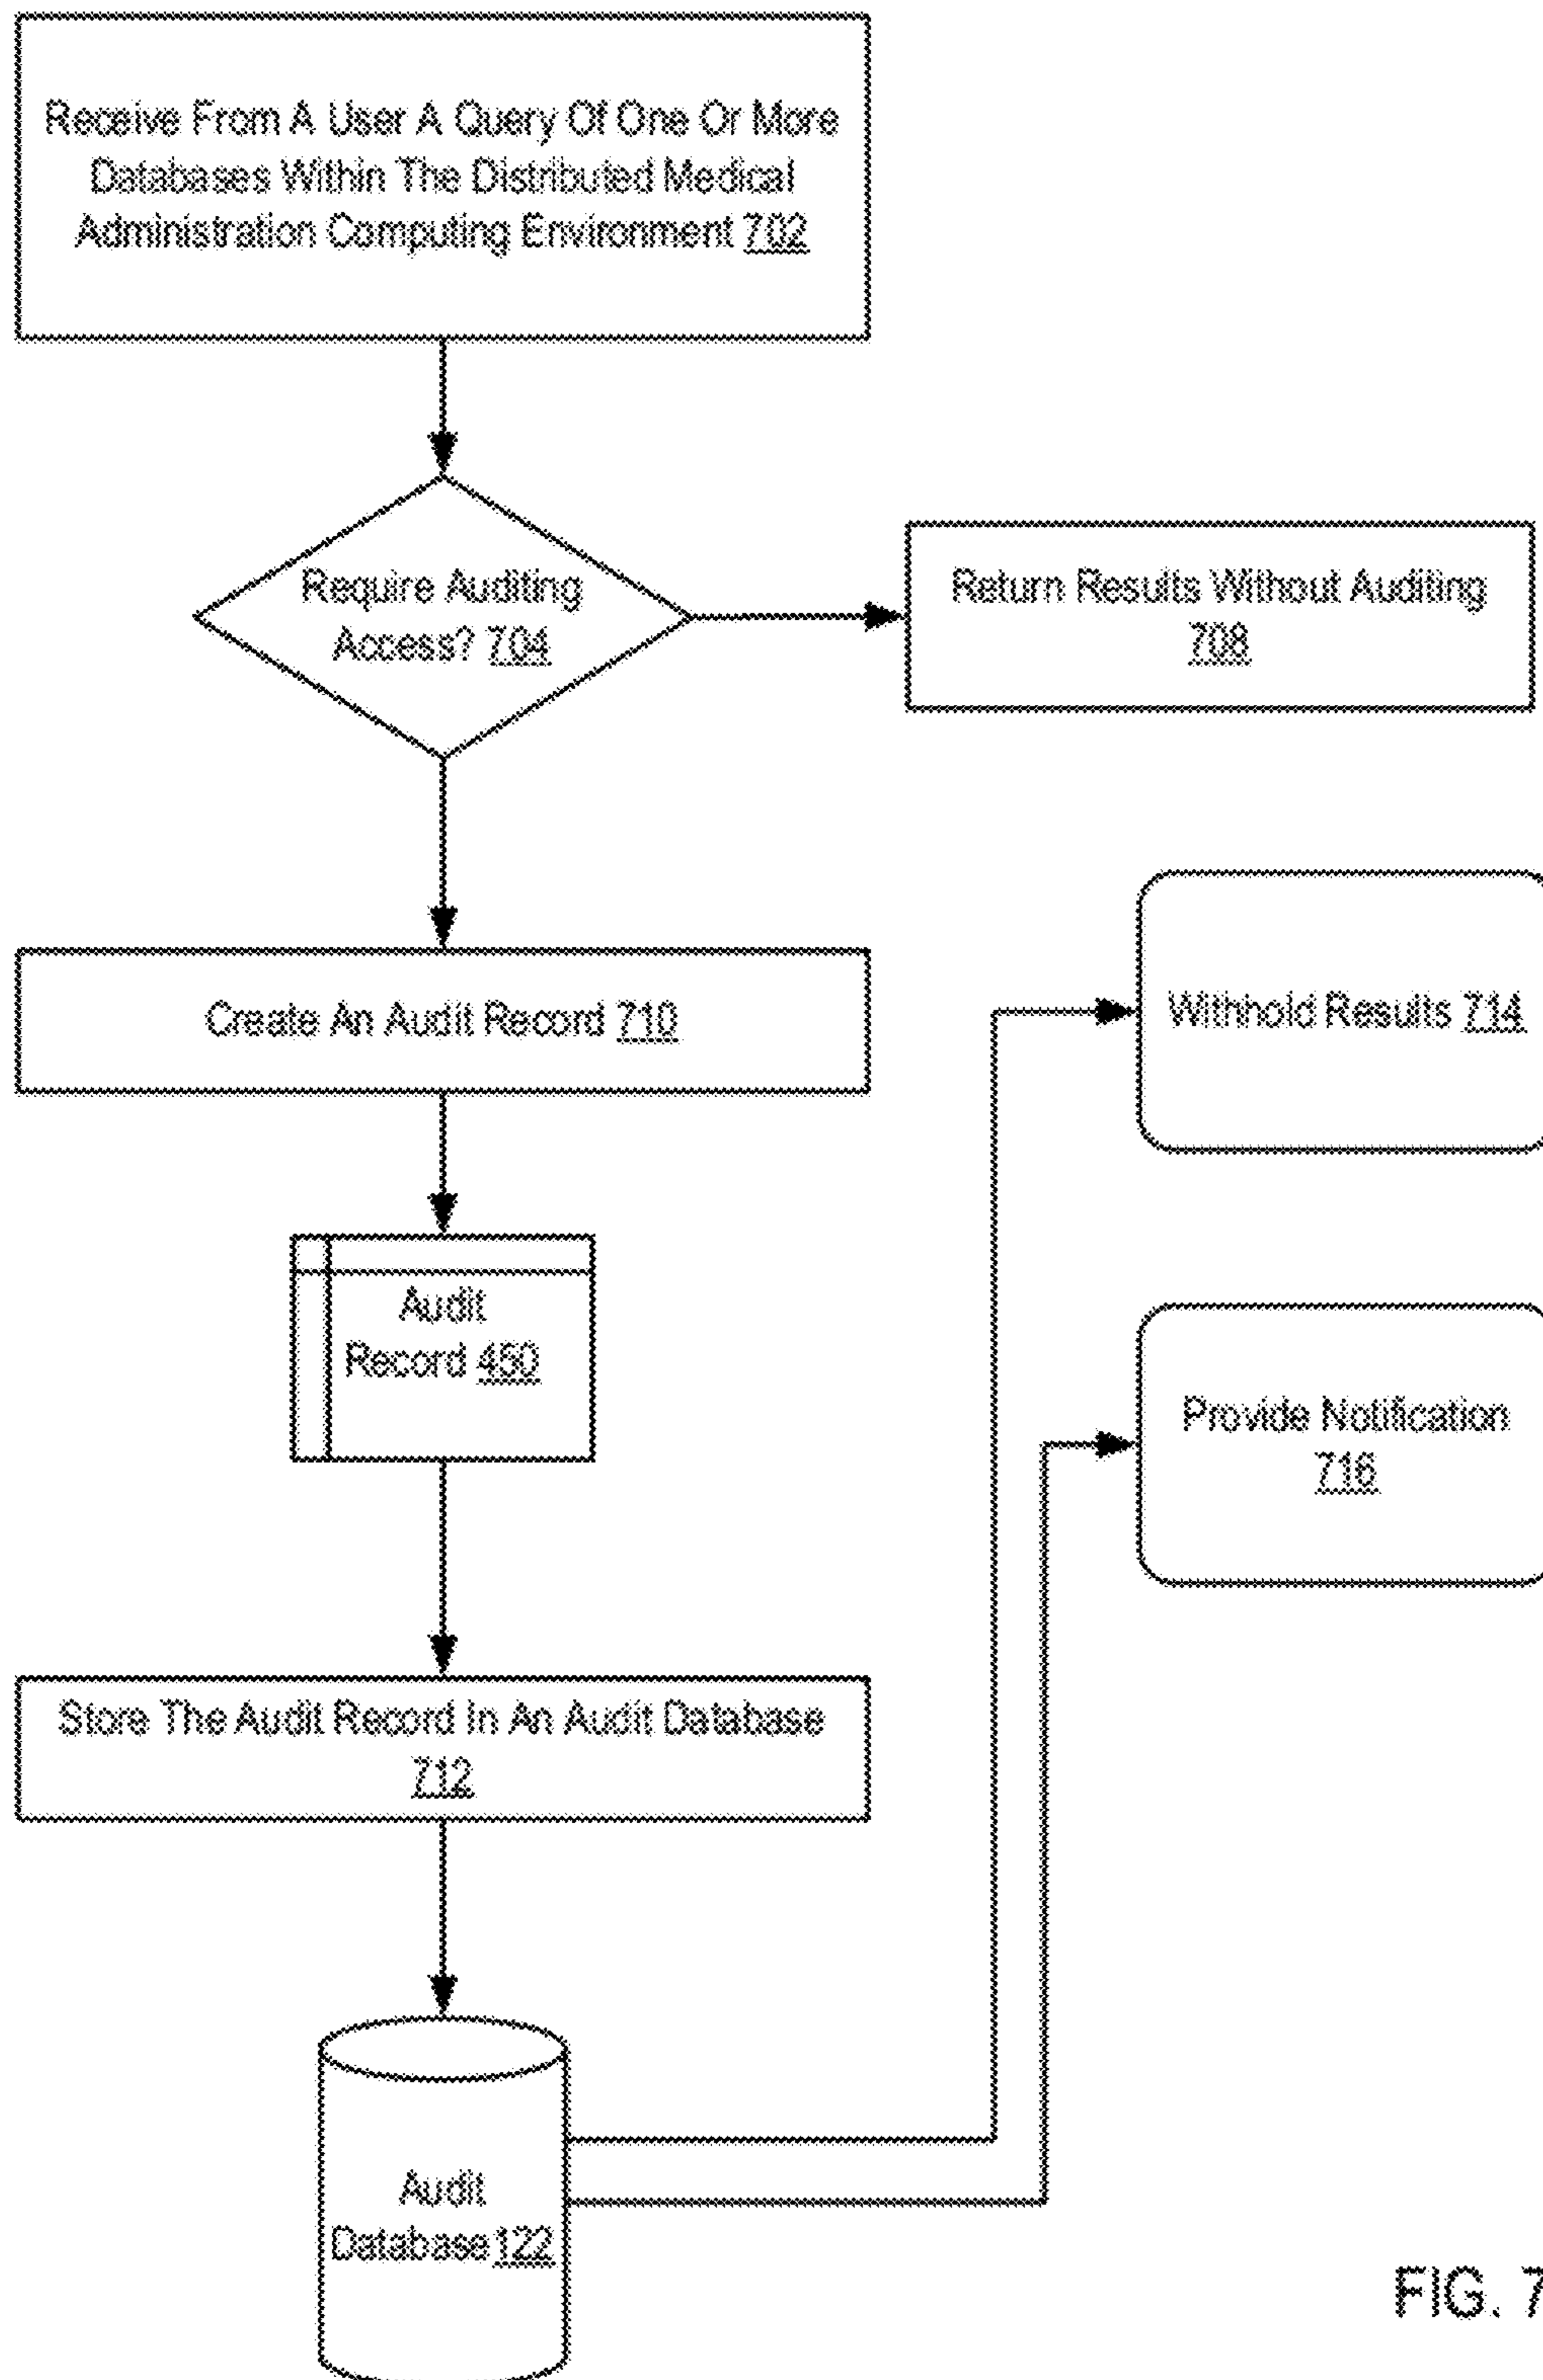 Receive From A User A Query Of One Or More
Databases Within The Distributed Medical
Administration Computing Environment 702
Require Auditing
Access? 704
Return Results Without Auditing
708
Create An Audit Record 710
Withhold Results 714
Audit
Record 450
Provide Notification
716
Store The Audit Record In An Audit Database
712
Audit
Database 122
FIG. 7